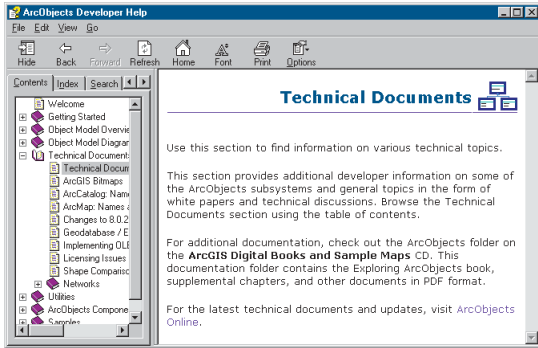 ArcObjects Developer Help
File Edit View Go
Hide Back Forward Refresh Home Font Print Options
Contents Index Search
Welcome
Getting Started
Object Model Overvie
Object Model Diagrar
Technical Document:
Technical Docum
ArcGIS Bitmaps
ArcCatalog: Name
ArcMap: Names a
Changes to 8.0.2
Geodatabase / E
Implementing OLE
Licensing Issues
Shape Comparisc
Networks
Utilities
ArcObjects Compone
Samples
Technical Documents
Use this section to find information on various technical topics.
This section provides additional developer information on some of
the ArcObjects subsystems and general topics in the form of
white papers and technical discussions. Browse the Technical
Documents section using the table of contents.
For additional documentation, check out the ArcObjects folder on
the ArcGIS Digital Books and Sample Maps CD. This
documentation folder contains the Exploring ArcObjects book,
supplemental chapters, and other documents in PDF format.
For the latest technical documents and updates, visit ArcObjects
Online.